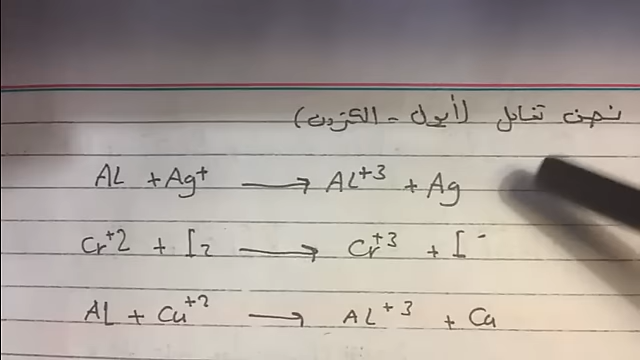 نصف تفاعل (أيون - الكترون)
AL + Ag+ → AL+3 + Ag
Cr+2 + I2 → Cr+3 + I-
AL + Cu+2 → AL+3 + Cu